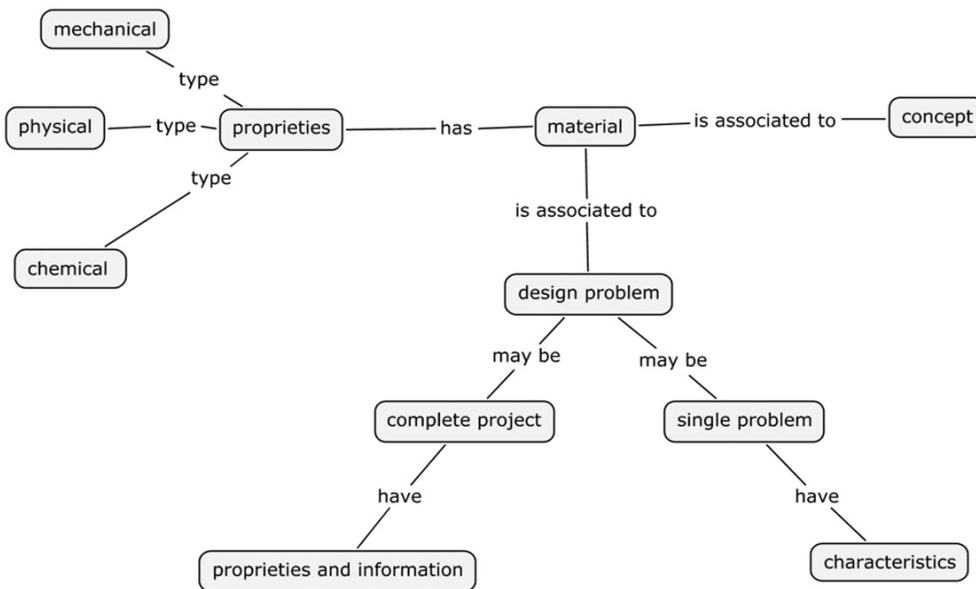 mechanical
type
physical
type
proprieties
has
material
is associated to
concept
type
chemical
is associated to
design problem
may be
may be
complete project
single problem
have
have
proprieties and information
characteristics